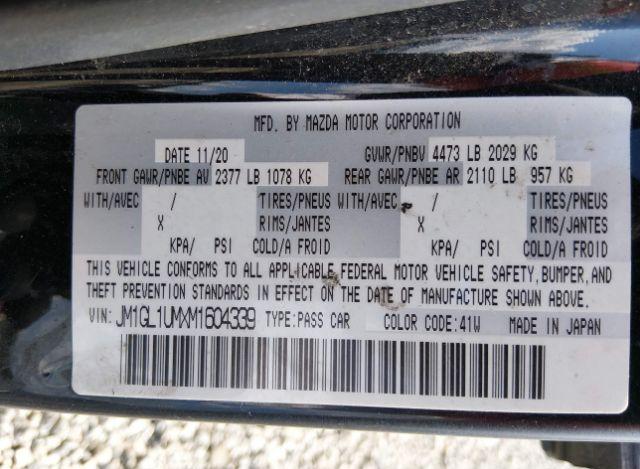 MFD. BY MAZDA MOTOR CORPORATION
DATE 11/20 GVWR/PNBV 4473 LB 2029 KG
FRONT GAWR/PNBE AV 2377 LB 1078 KG REAR GAWR/PNBE AR 2110 LB 957 KG
WITH/AVEC / TIRES/PNEUS WITH/AVEC / TIRES/PNEUS
X RIMS/JANTES X RIMS/JANTES
KPA/ PSI COLD/A FROID KPA/ PSI COLD/A FROID
THIS VEHICLE CONFORMS TO ALL APPLICABLE FEDERAL MOTOR VEHICLE SAFETY, BUMPER, AND
THEFT PREVENTION STANDARDS IN EFFECT ON THE DATE OF MANUFACTURE SHOWN ABOVE.
VIN: JM1GL1UMXM1604339 TYPE:PASS CAR COLOR CODE:41W MADE IN JAPAN